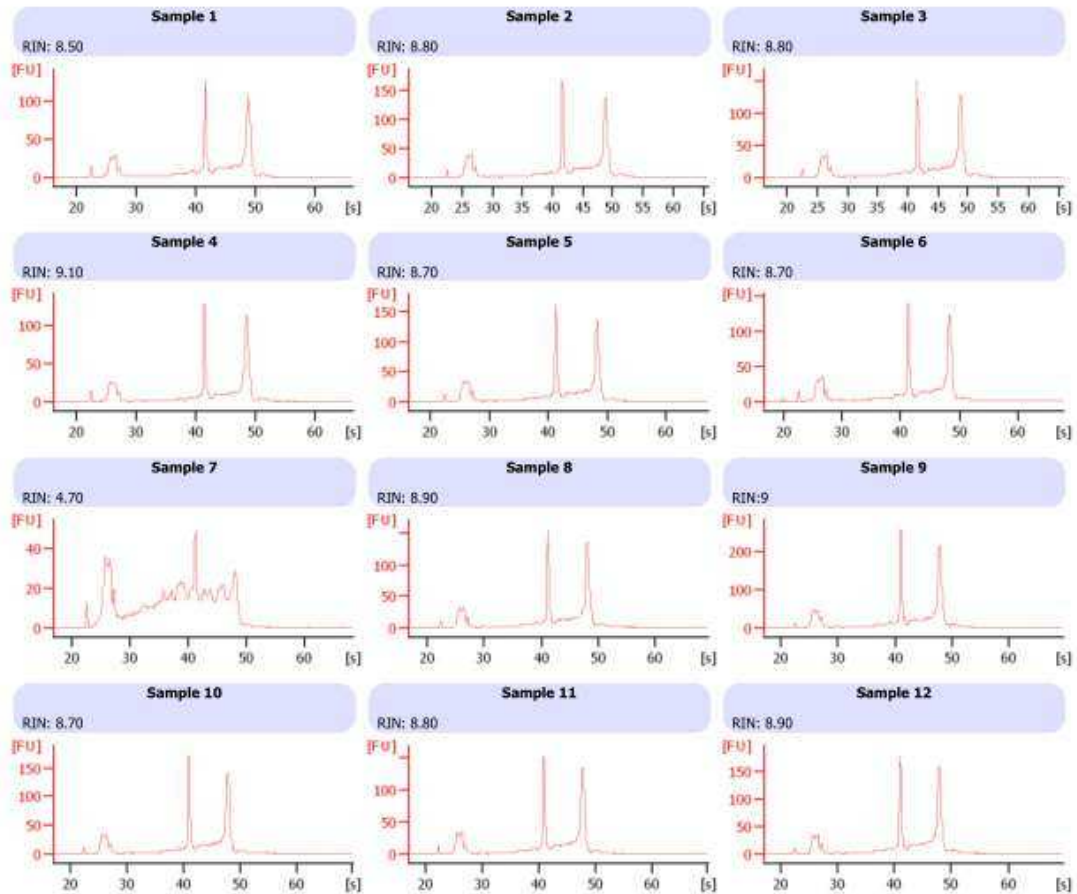 Sample 1
RIN: 8.50
[FU]
100
50
0
20 30 40 50 60 [s]
Sample 2
RIN: 8.80
[FU]
150
100
50
0
20 25 30 35 40 45 50 55 60 [s]
Sample 3
RIN: 8.80
[FU]
150
100
50
0
20 25 30 35 40 45 50 55 60 [s]
Sample 4
RIN: 9.10
[FU]
100
50
0
20 30 40 50 60 [s]
Sample 5
RIN: 8.70
[FU]
150
100
50
0
20 30 40 50 60 [s]
Sample 6
RIN: 8.70
[FU]
150
100
50
0
20 30 40 50 60 [s]
Sample 7
RIN: 4.70
[FU]
40
20
0
20 30 40 50 60 [s]
Sample 8
RIN: 8.90
[FU]
100
50
0
20 30 40 50 60 [s]
Sample 9
RIN:9
[FU]
200
100
0
20 30 40 50 60 [s]
Sample 10
RIN: 8.70
[FU]
150
100
50
0
20 30 40 50 60 [s]
Sample 11
RIN: 8.80
[FU]
100
50
0
20 30 40 50 60 [s]
Sample 12
RIN: 8.90
[FU]
150
100
50
0
20 30 40 50 60 [s]